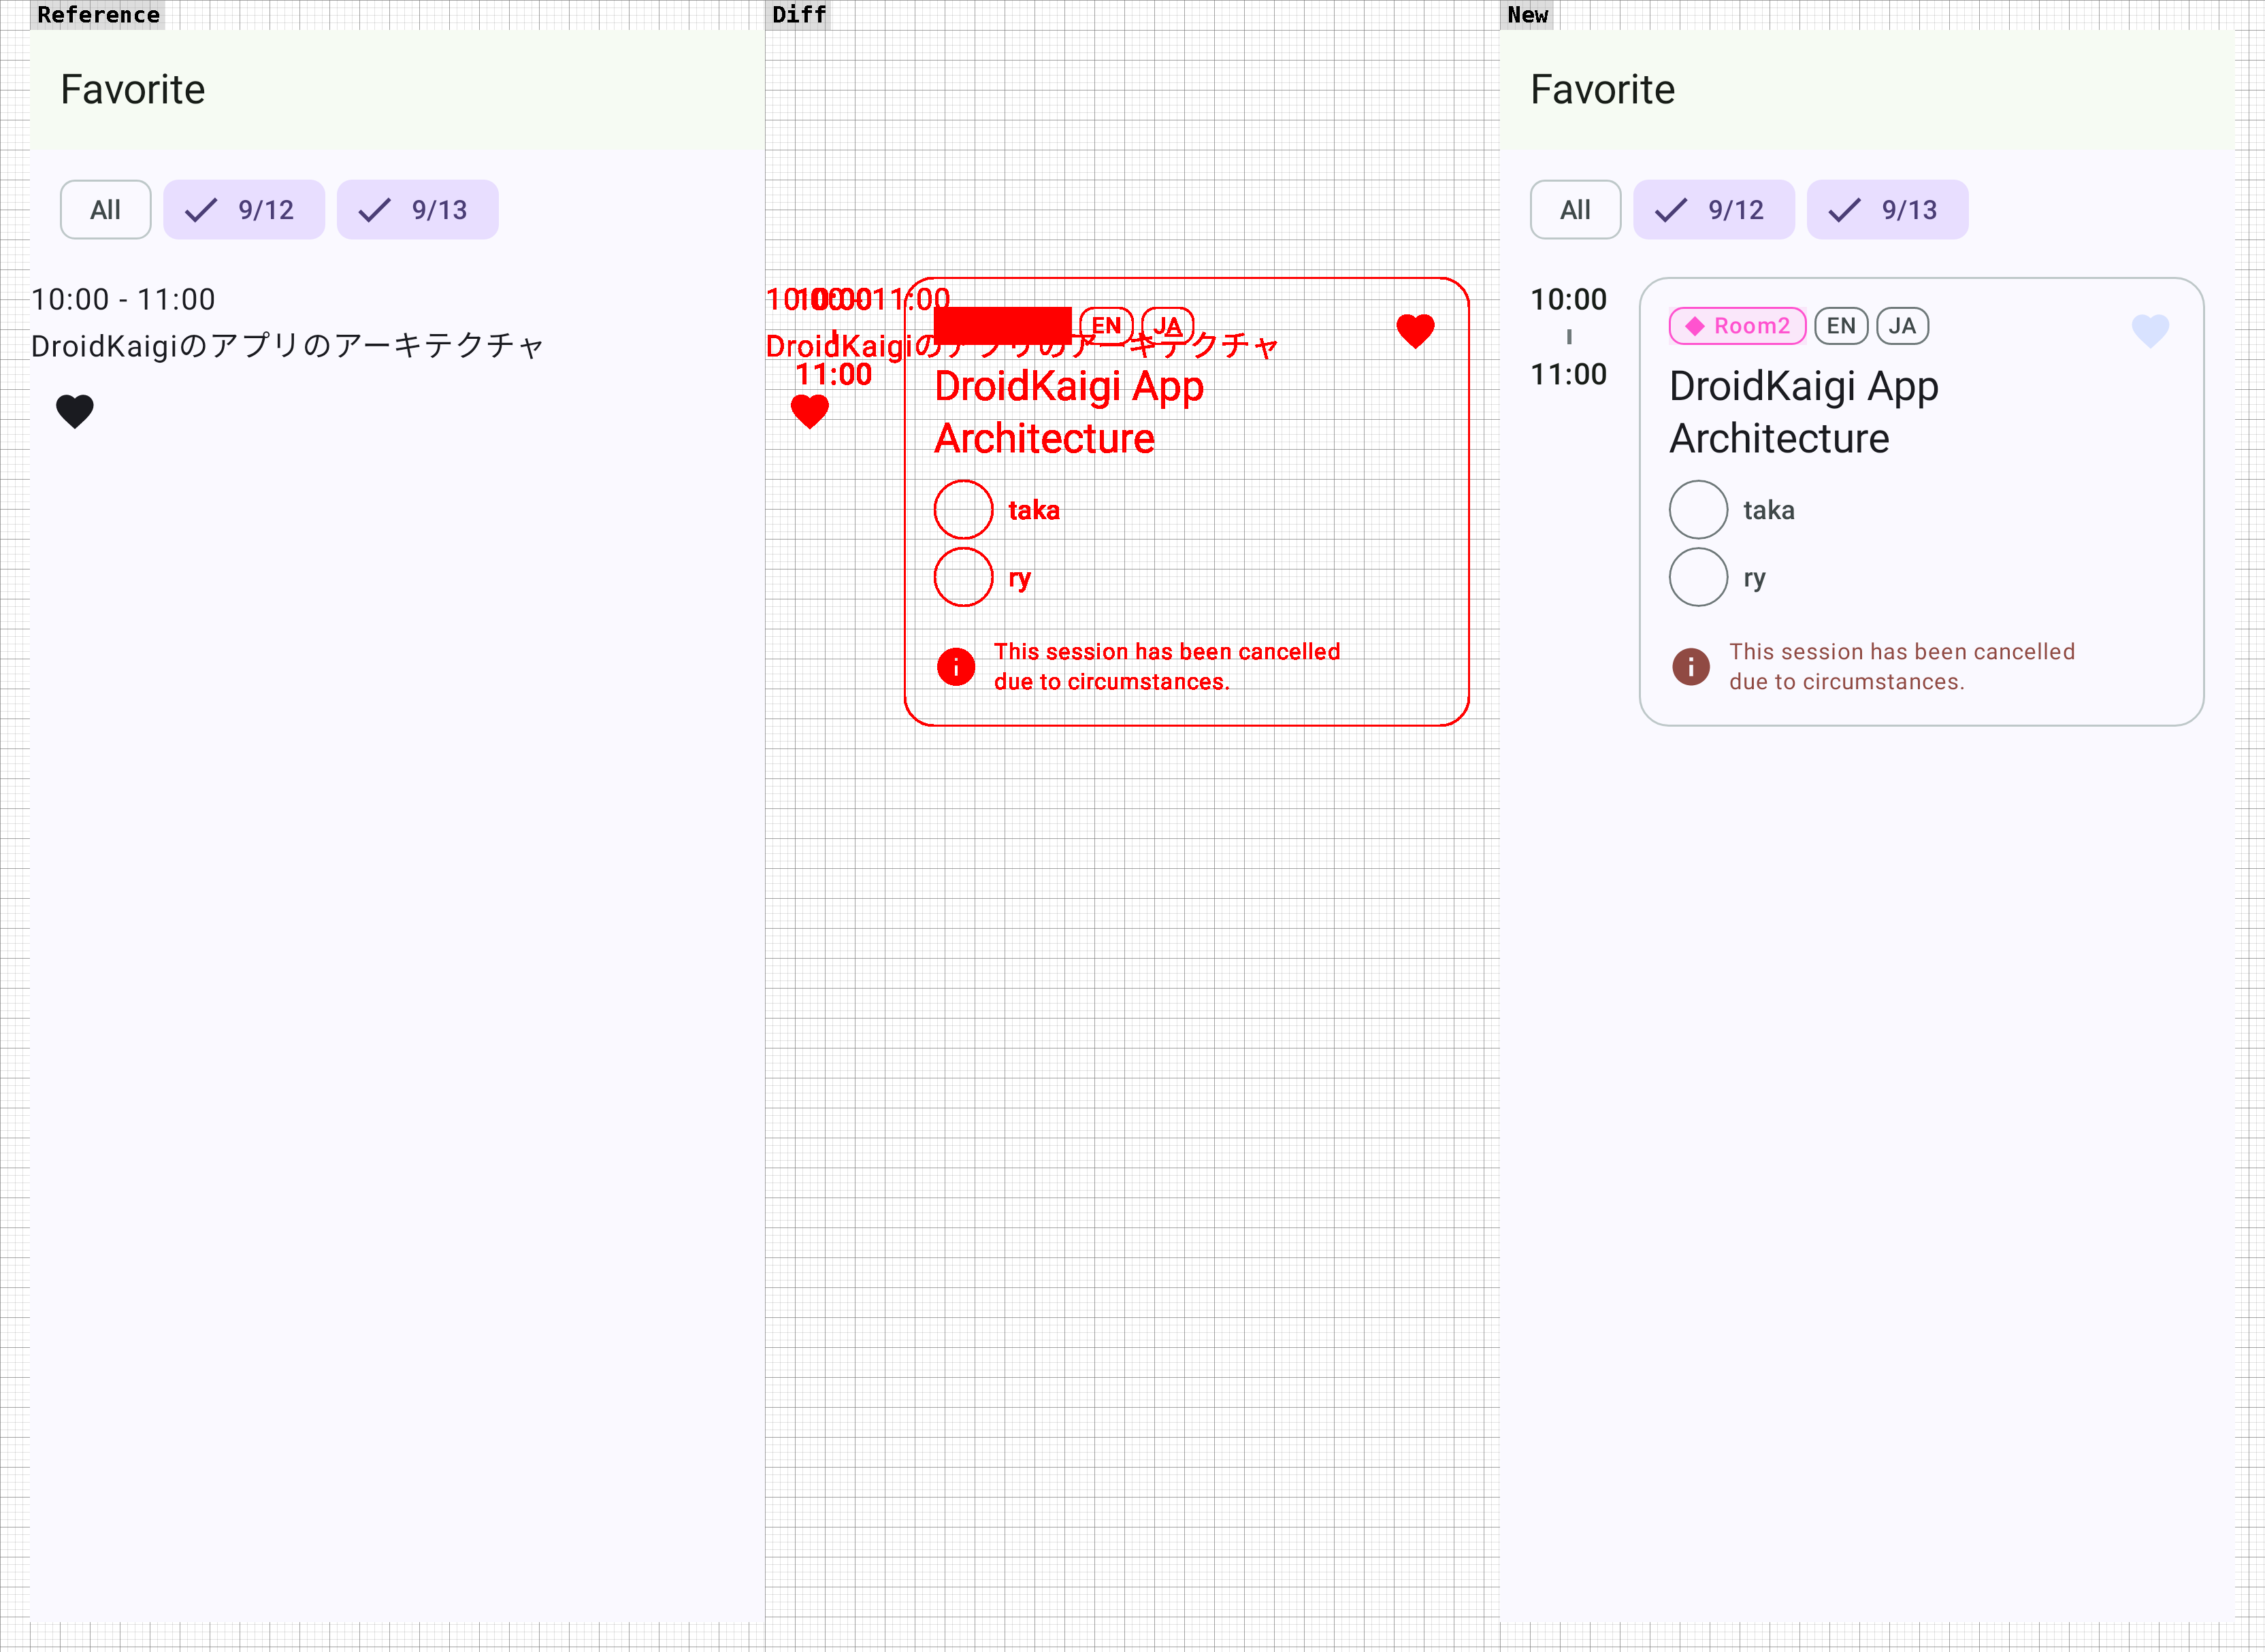 Reference
Favorite
All
9/12
9/13
10:00 - 11:00
DroidKaigiのアプリのアーキテクチャ
Diff
10:00 - 11:00
10:00
DroidKaigiのアプリのアーキテクチャ
11:00
EN
JA
DroidKaigi App
Architecture
taka
ry
This session has been cancelled
due to circumstances.
New
Favorite
All
9/12
9/13
10:00
11:00
Room2
EN
JA
DroidKaigi App
Architecture
taka
ry
This session has been cancelled
due to circumstances.